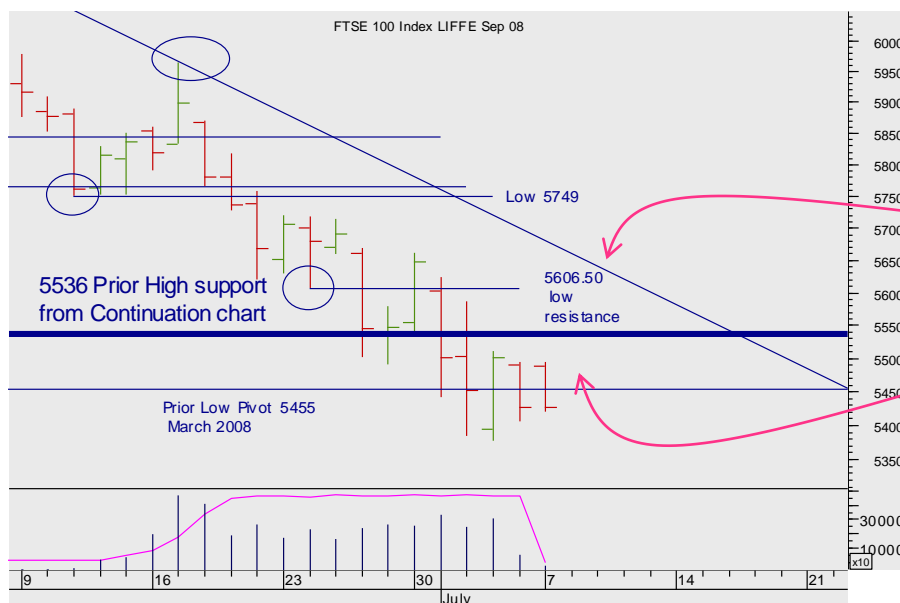 FTSE 100 Index LIFFE Sep 08
6000
5950
5900
5850
5800
5750
5700
5650
5600
5550
5500
5450
5400
5350
Low 5749
5606.50
low
resistance
5536 Prior High support
from Continuation chart
Prior Low Pivot 5455
March 2008
30000
10000
x10
9 16 23 30 7 14 21
July